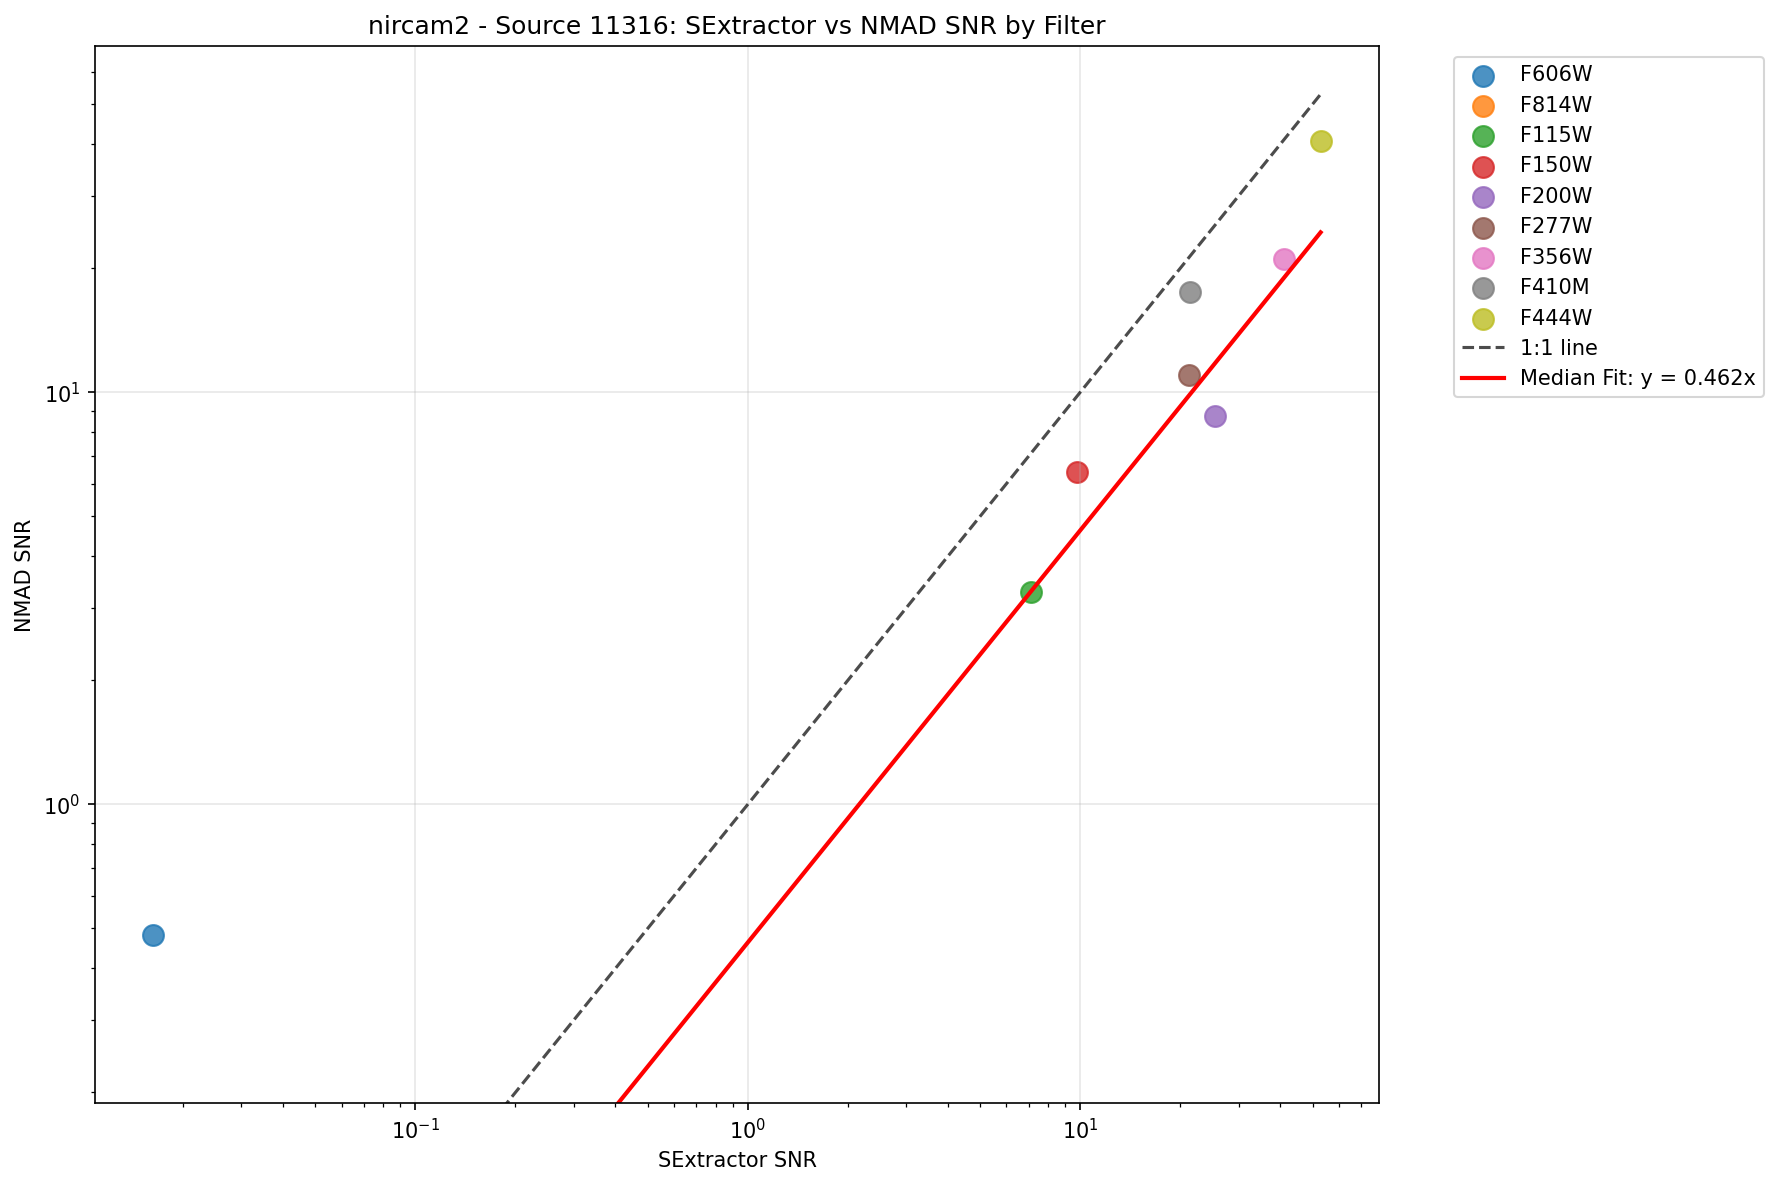 nircam2 - Source 11316: SExtractor vs NMAD SNR by Filter
F606W
F814W
F115W
F150W
F200W
F277W
F356W
F410M
F444W
1:1 line
Median Fit: y = 0.462x
NMAD SNR
10¹
10⁰
10⁻¹
10⁰
10¹
SExtractor SNR